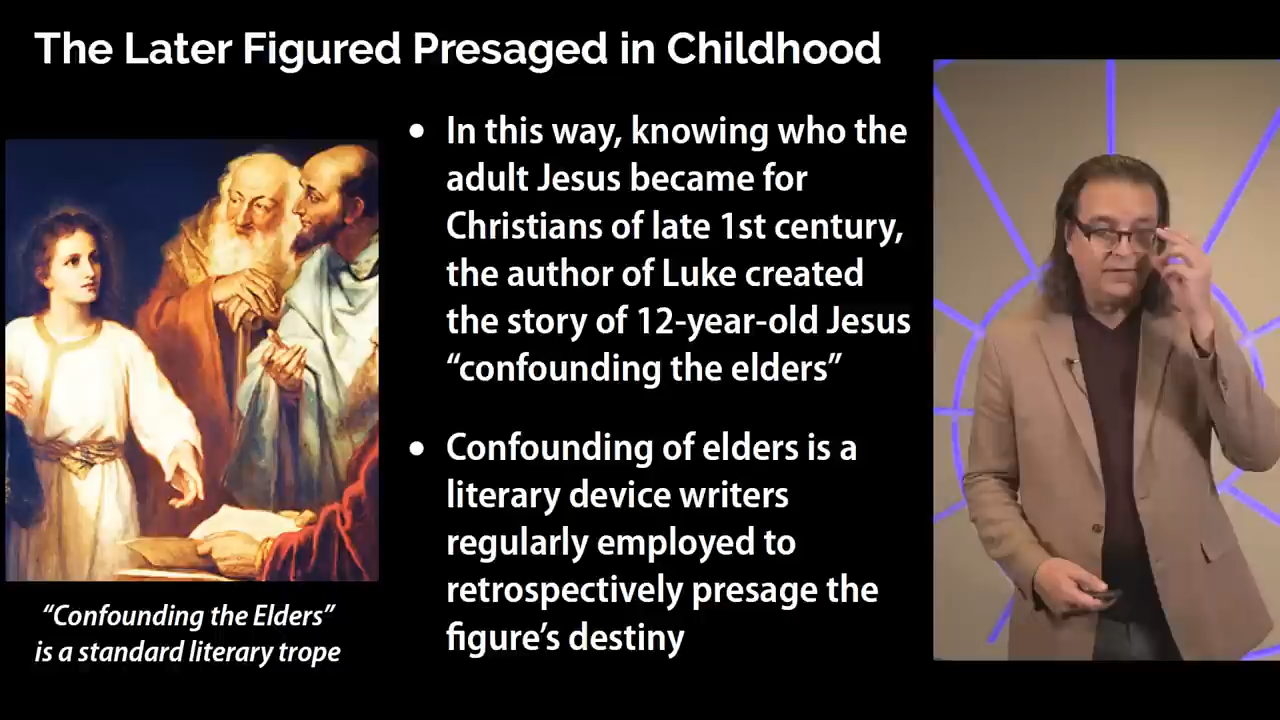 The Later Figured Presaged in Childhood
• In this way, knowing who the
adult Jesus became for
Christians of late 1st century,
the author of Luke created
the story of 12-year-old Jesus
“confounding the elders”
• Confounding of elders is a
literary device writers
regularly employed to
retrospectively presage the
figure’s destiny
“Confounding the Elders”
is a standard literary trope